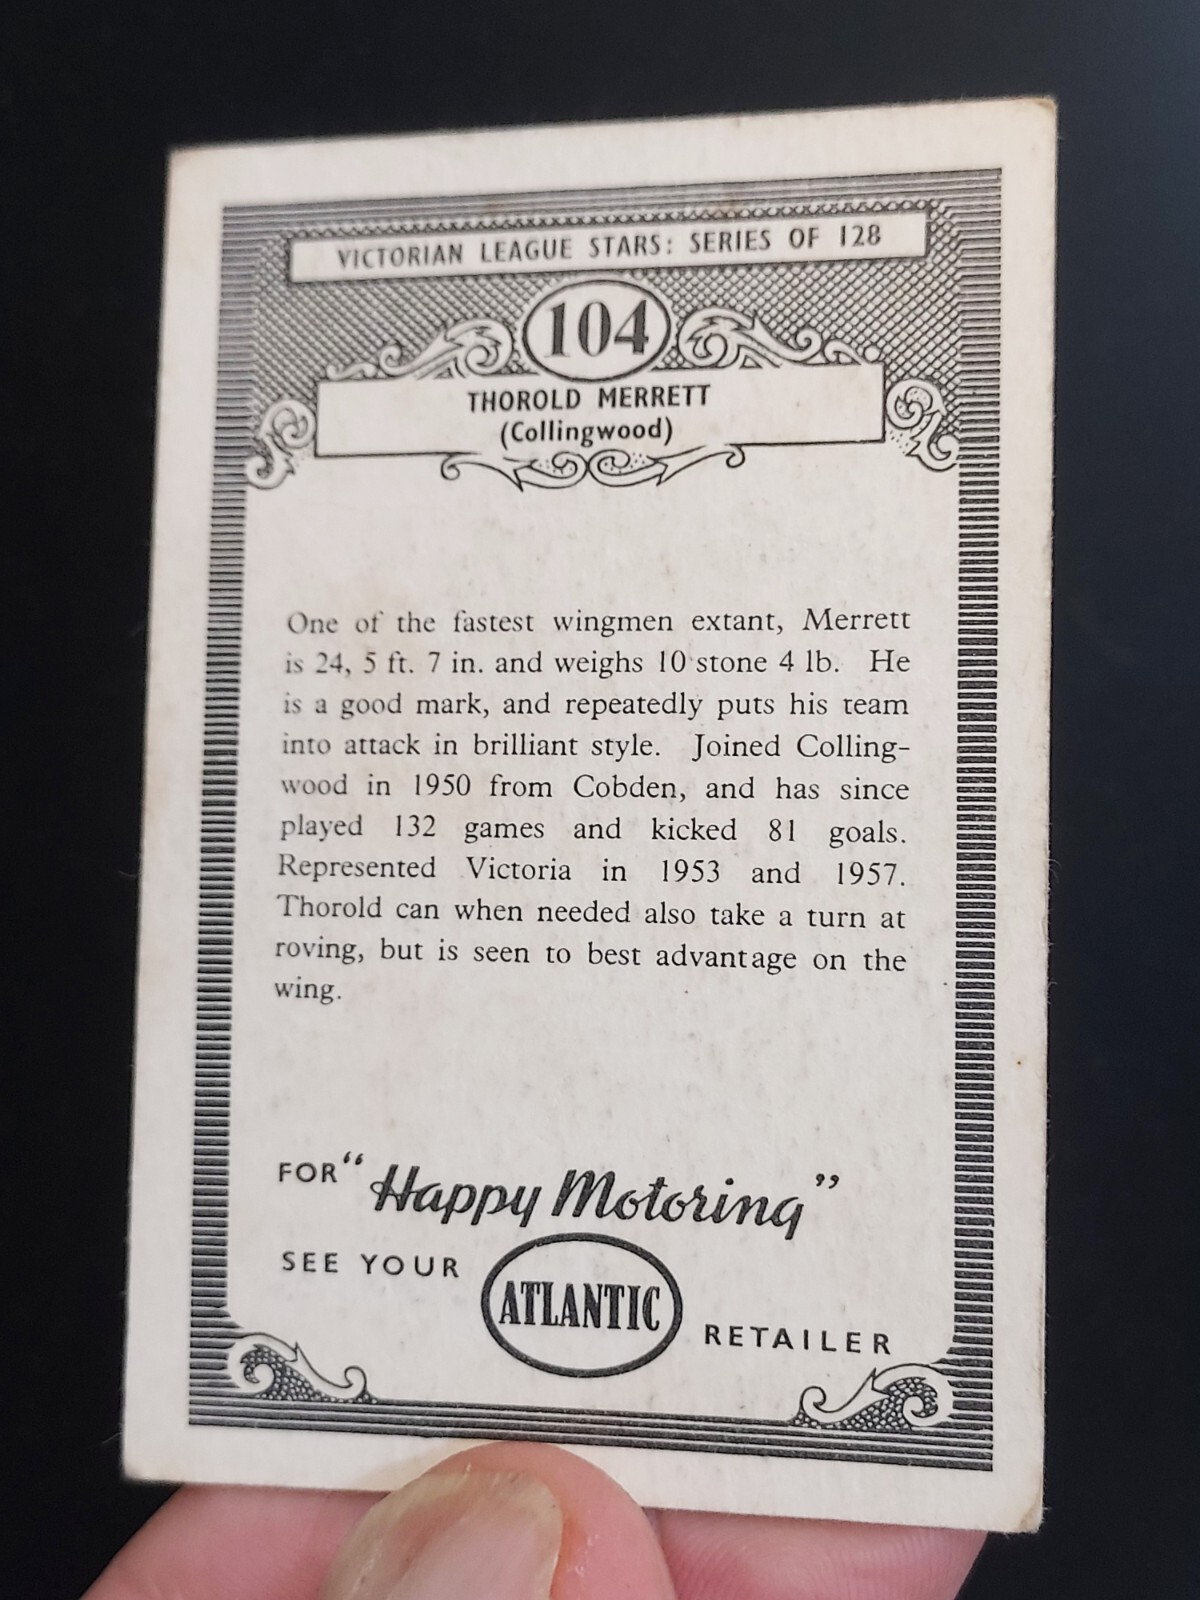 VICTORIAN LEAGUE STARS: SERIES OF 128
104
THOROLD MERRETT
(Collingwood)
One of the fastest wingmen extant, Merrett
is 24, 5 ft. 7 in. and weighs 10 stone 4 lb. He
is a good mark, and repeatedly puts his team
into attack in brilliant style. Joined Colling-
wood in 1950 from Cobden, and has since
played 132 games and kicked 81 goals.
Represented Victoria in 1953 and 1957.
Thorold can when needed also take a turn at
roving, but is seen to best advantage on the
wing.
FOR "Happy Motoring"
SEE YOUR ATLANTIC RETAILER